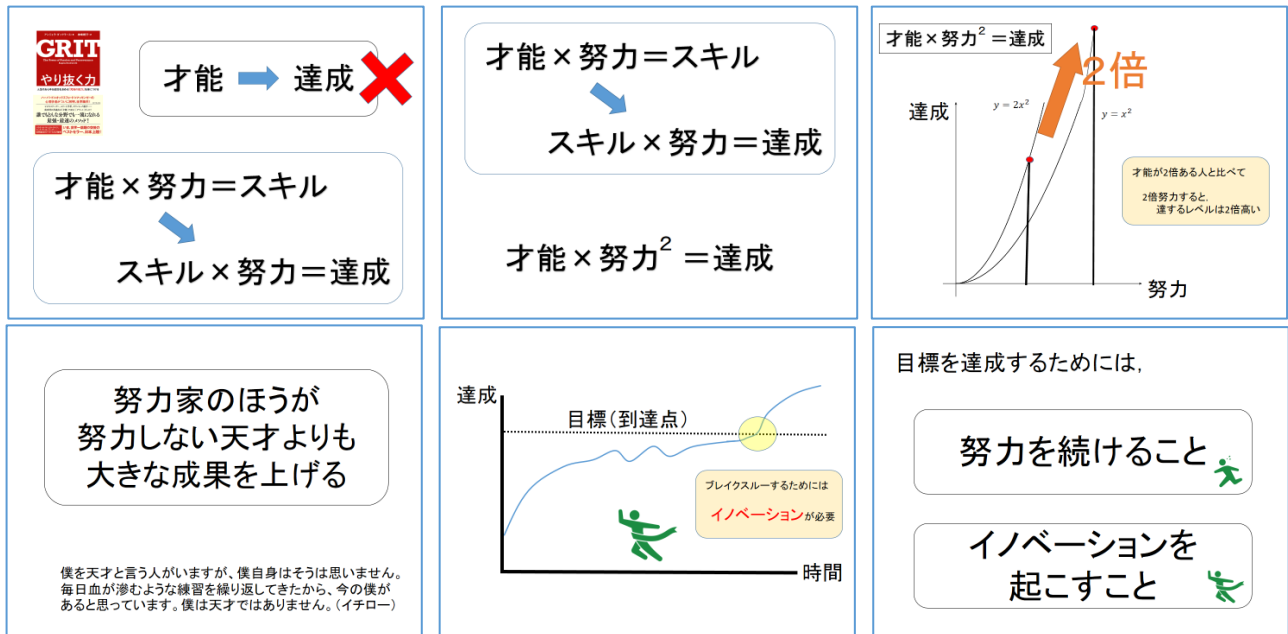 GRIT
やり抜く力
才能 達成
才能×努力＝スキル
スキル×努力＝達成
才能×努力＝スキル
スキル×努力＝達成
才能×努力²＝達成
才能×努力²＝達成
2倍
達成
y = 2x²
y = x²
才能が2倍ある人と比べて
2倍努力すると,
達するレベルは2倍高い
努力
努力家のほうが
努力しない天才よりも
大きな成果を上げる
僕を天才と言う人がいますが、僕自身はそうは思いません。
毎日血が滲むような練習を繰り返してきたから、今の僕が
あると思っています。僕は天才ではありません。（イチロー）
達成
目標（到達点）
ブレイクスルーするためには
イノベーションが必要
時間
目標を達成するためには,
努力を続けること
イノベーションを
起こすこと